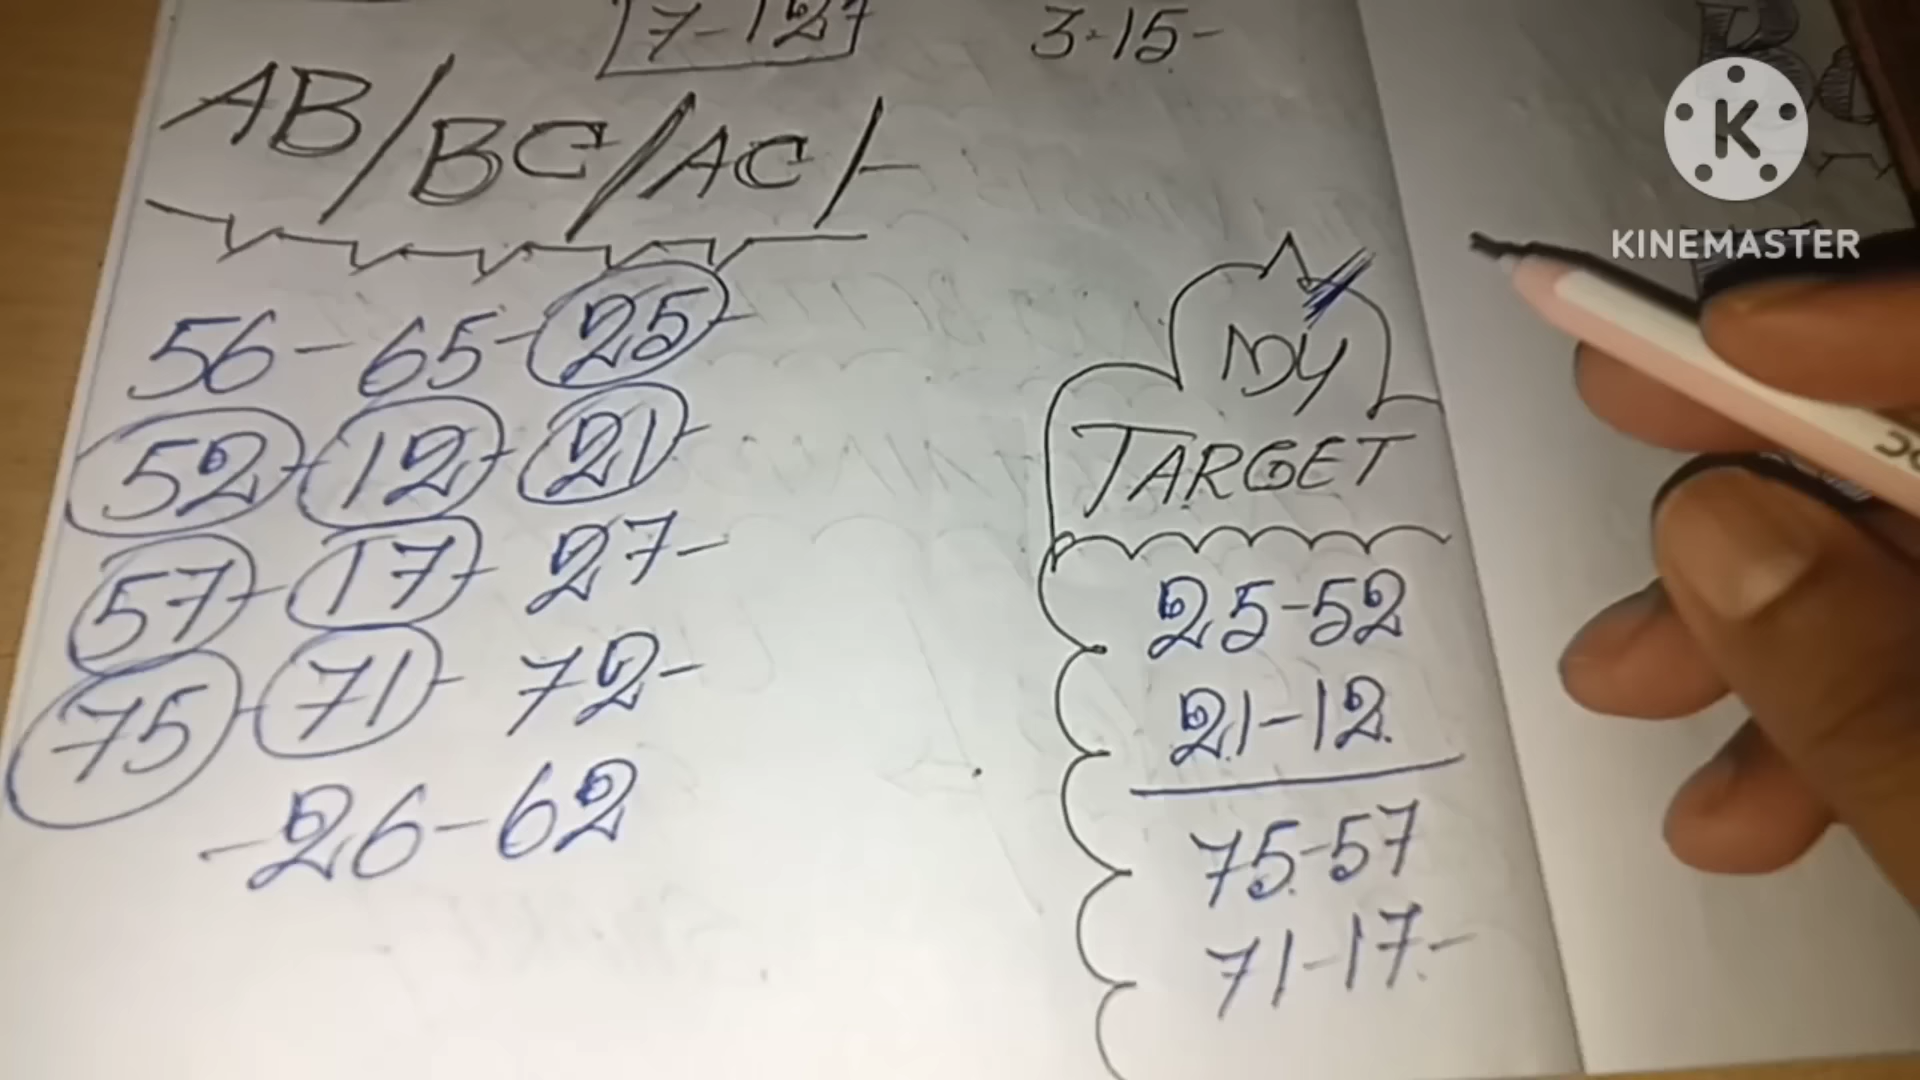 7-127
3-15-
AB/BC/AC/-
56-65-25-
52-12-21-
57-17-27-
75-71-72-
-26-62
MY
TARGET
25-52
21-12.
75-57
71-17-
K
KINEMASTER